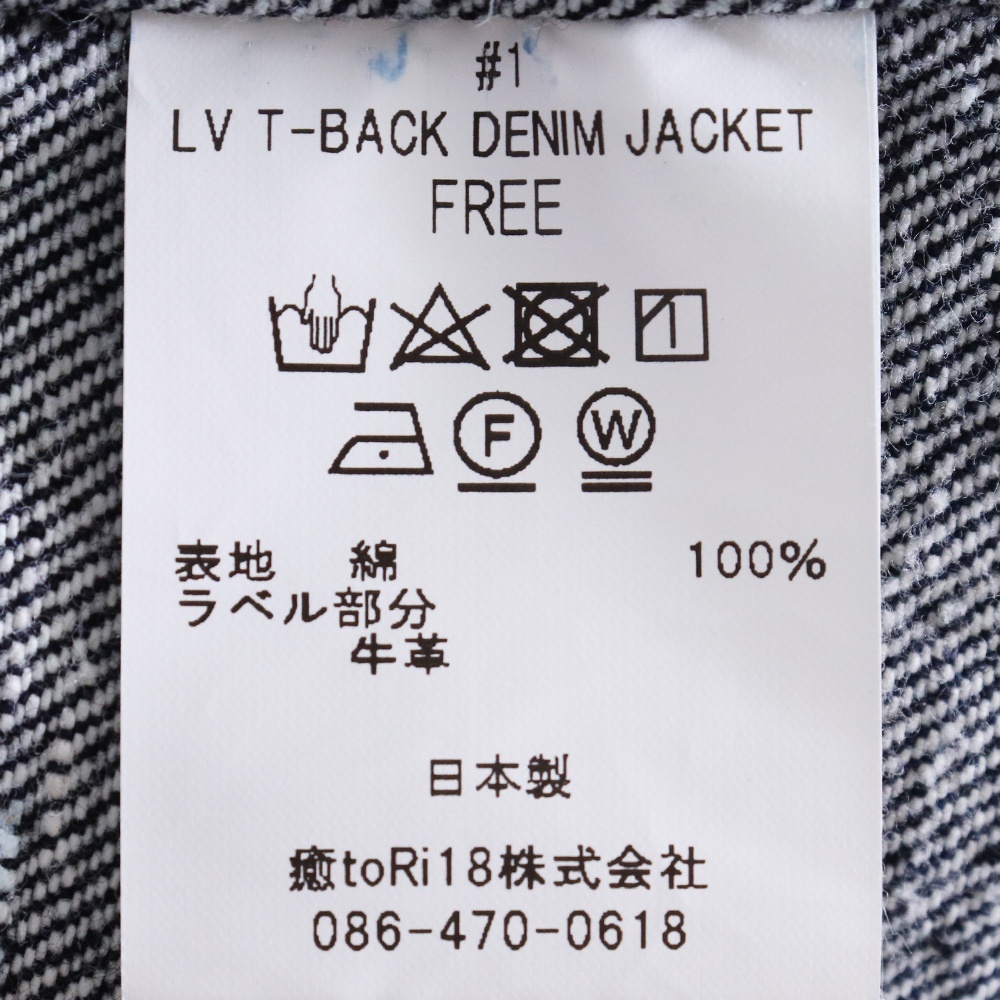 #1
LV T-BACK DENIM JACKET
FREE
F W
表地 綿 100%
ラベル部分
牛革
日本製
癒toRi18株式会社
086-470-0618